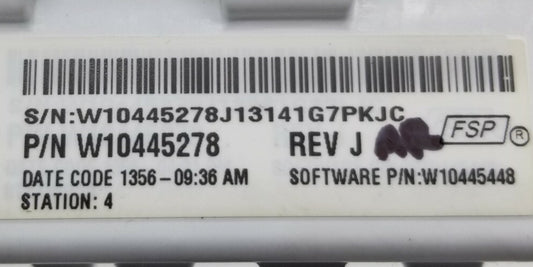 S/N:W10445278J13141G7PKJC
P/N W10445278 REV J FSP ®
DATE CODE 1356-09:36 AM SOFTWARE P/N:W10445448
STATION: 4